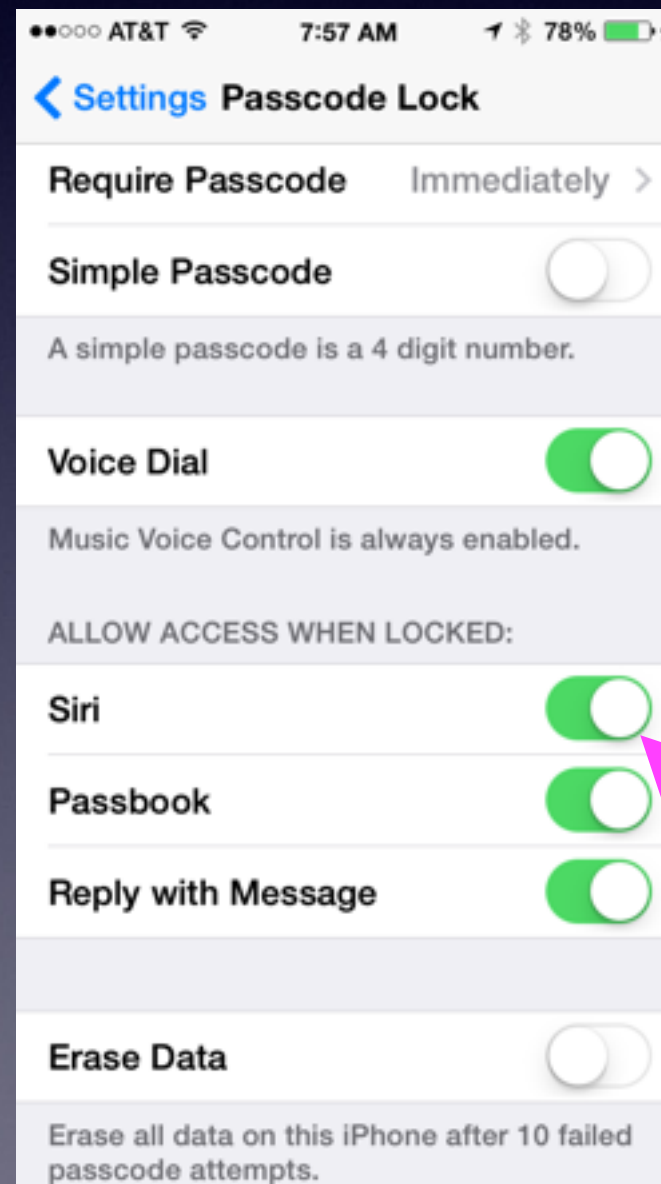 AT&T 7:57 AM 78%
Settings Passcode Lock
Require Passcode Immediately
Simple Passcode
A simple passcode is a 4 digit number.
Voice Dial
Music Voice Control is always enabled.
ALLOW ACCESS WHEN LOCKED:
Siri
Passbook
Reply with Message
Erase Data
Erase all data on this iPhone after 10 failed
passcode attempts.